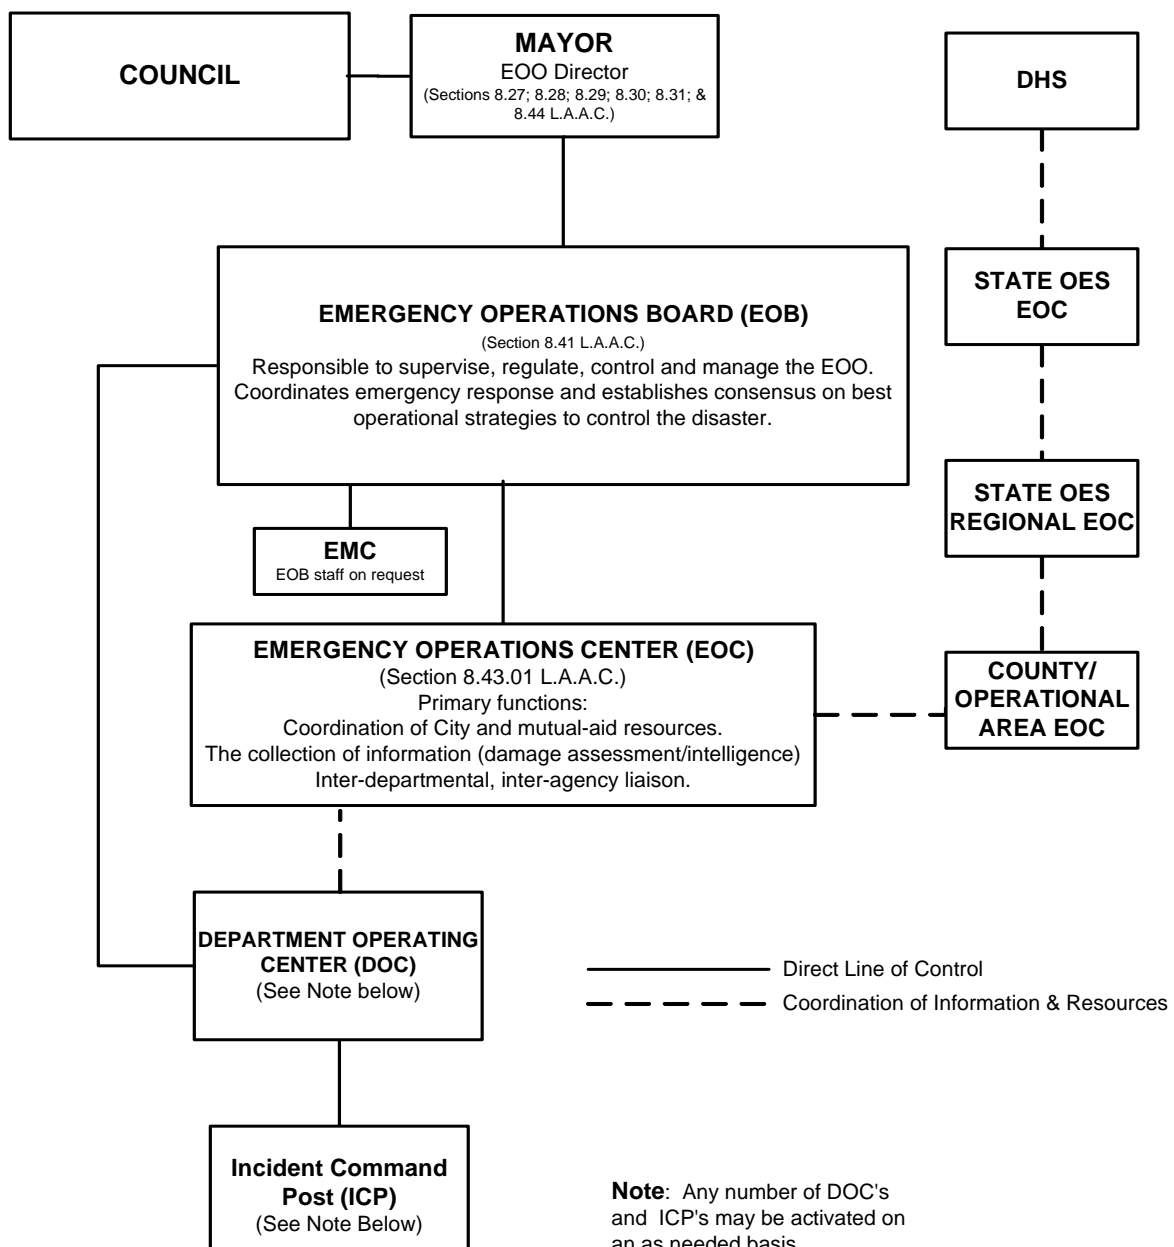 COUNCIL
MAYOR
EOO Director
(Sections 8.27; 8.28; 8.29; 8.30; 8.31; &
8.44 L.A.A.C.)
DHS
EMERGENCY OPERATIONS BOARD (EOB)
(Section 8.41 L.A.A.C.)
Responsible to supervise, regulate, control and manage the EOO.
Coordinates emergency response and establishes consensus on best
operational strategies to control the disaster.
STATE OES
EOC
STATE OES
REGIONAL EOC
EMC
EOB staff on request
EMERGENCY OPERATIONS CENTER (EOC)
(Section 8.43.01 L.A.A.C.)
Primary functions:
Coordination of City and mutual-aid resources.
The collection of information (damage assessment/intelligence)
Inter-departmental, inter-agency liaison.
COUNTY/
OPERATIONAL
AREA EOC
DEPARTMENT OPERATING
CENTER (DOC)
(See Note below)
Direct Line of Control
Coordination of Information & Resources
Incident Command
Post (ICP)
(See Note Below)
Note: Any number of DOC's
and ICP's may be activated on
an as needed basis